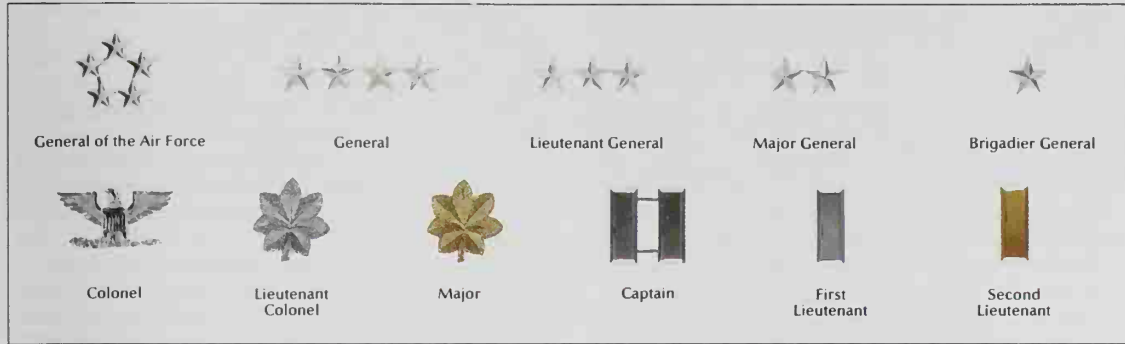 General of the Air Force
General
Lieutenant General
Major General
Brigadier General
Colonel
Lieutenant
Colonel
Major
Captain
First
Lieutenant
Second
Lieutenant